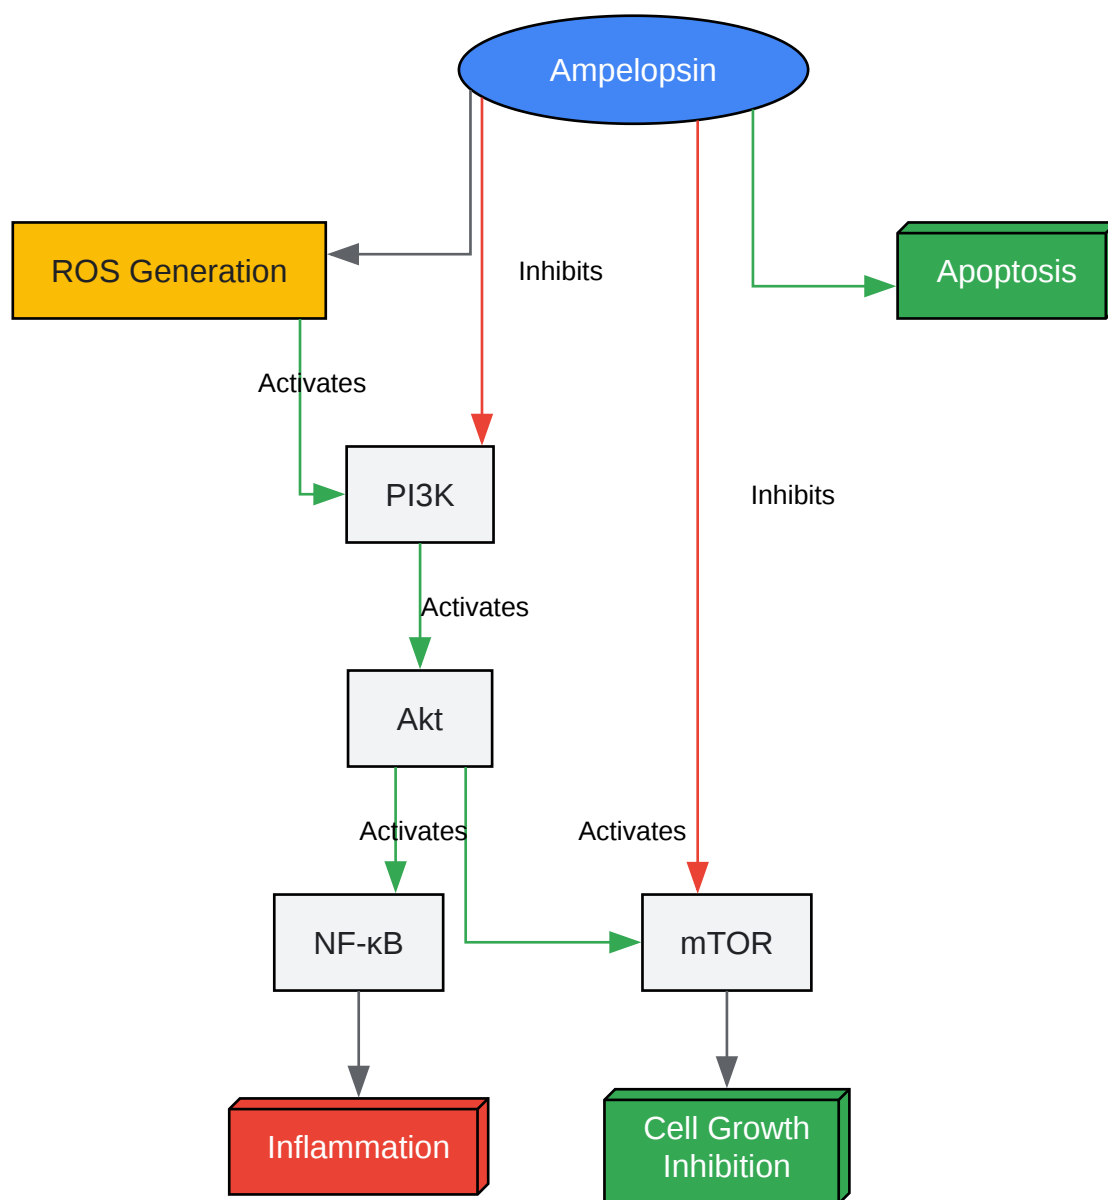 Ampelopsin
ROS Generation
Inhibits
Apoptosis
Activates
PI3K
Inhibits
Activates
Akt
Activates
Activates
NF-κB
mTOR
Inflammation
Cell Growth
Inhibition